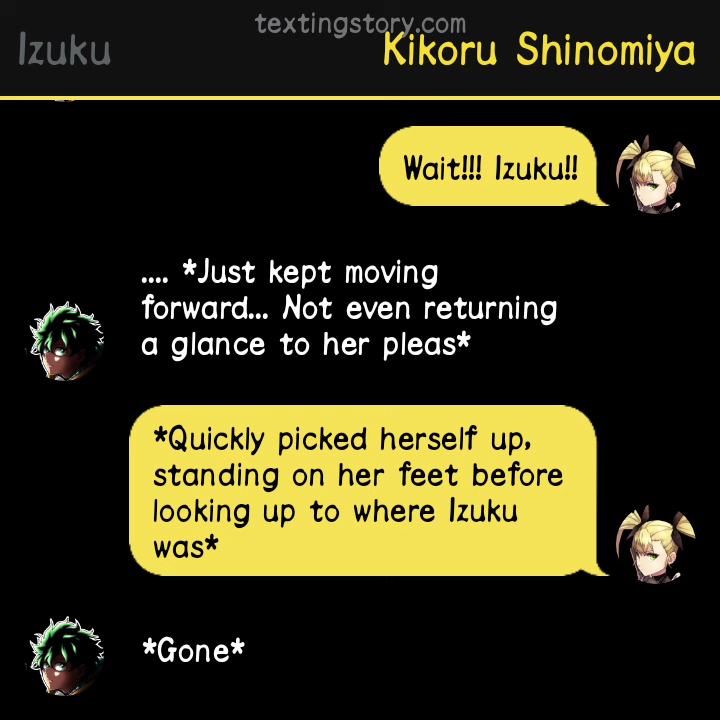 textingstory.com
Izuku
Kikoru Shinomiya
Wait!!! Izuku!!
.... *Just kept moving
forward... Not even returning
a glance to her pleas*
*Quickly picked herself up,
standing on her feet before
looking up to where Izuku
was*
*Gone*